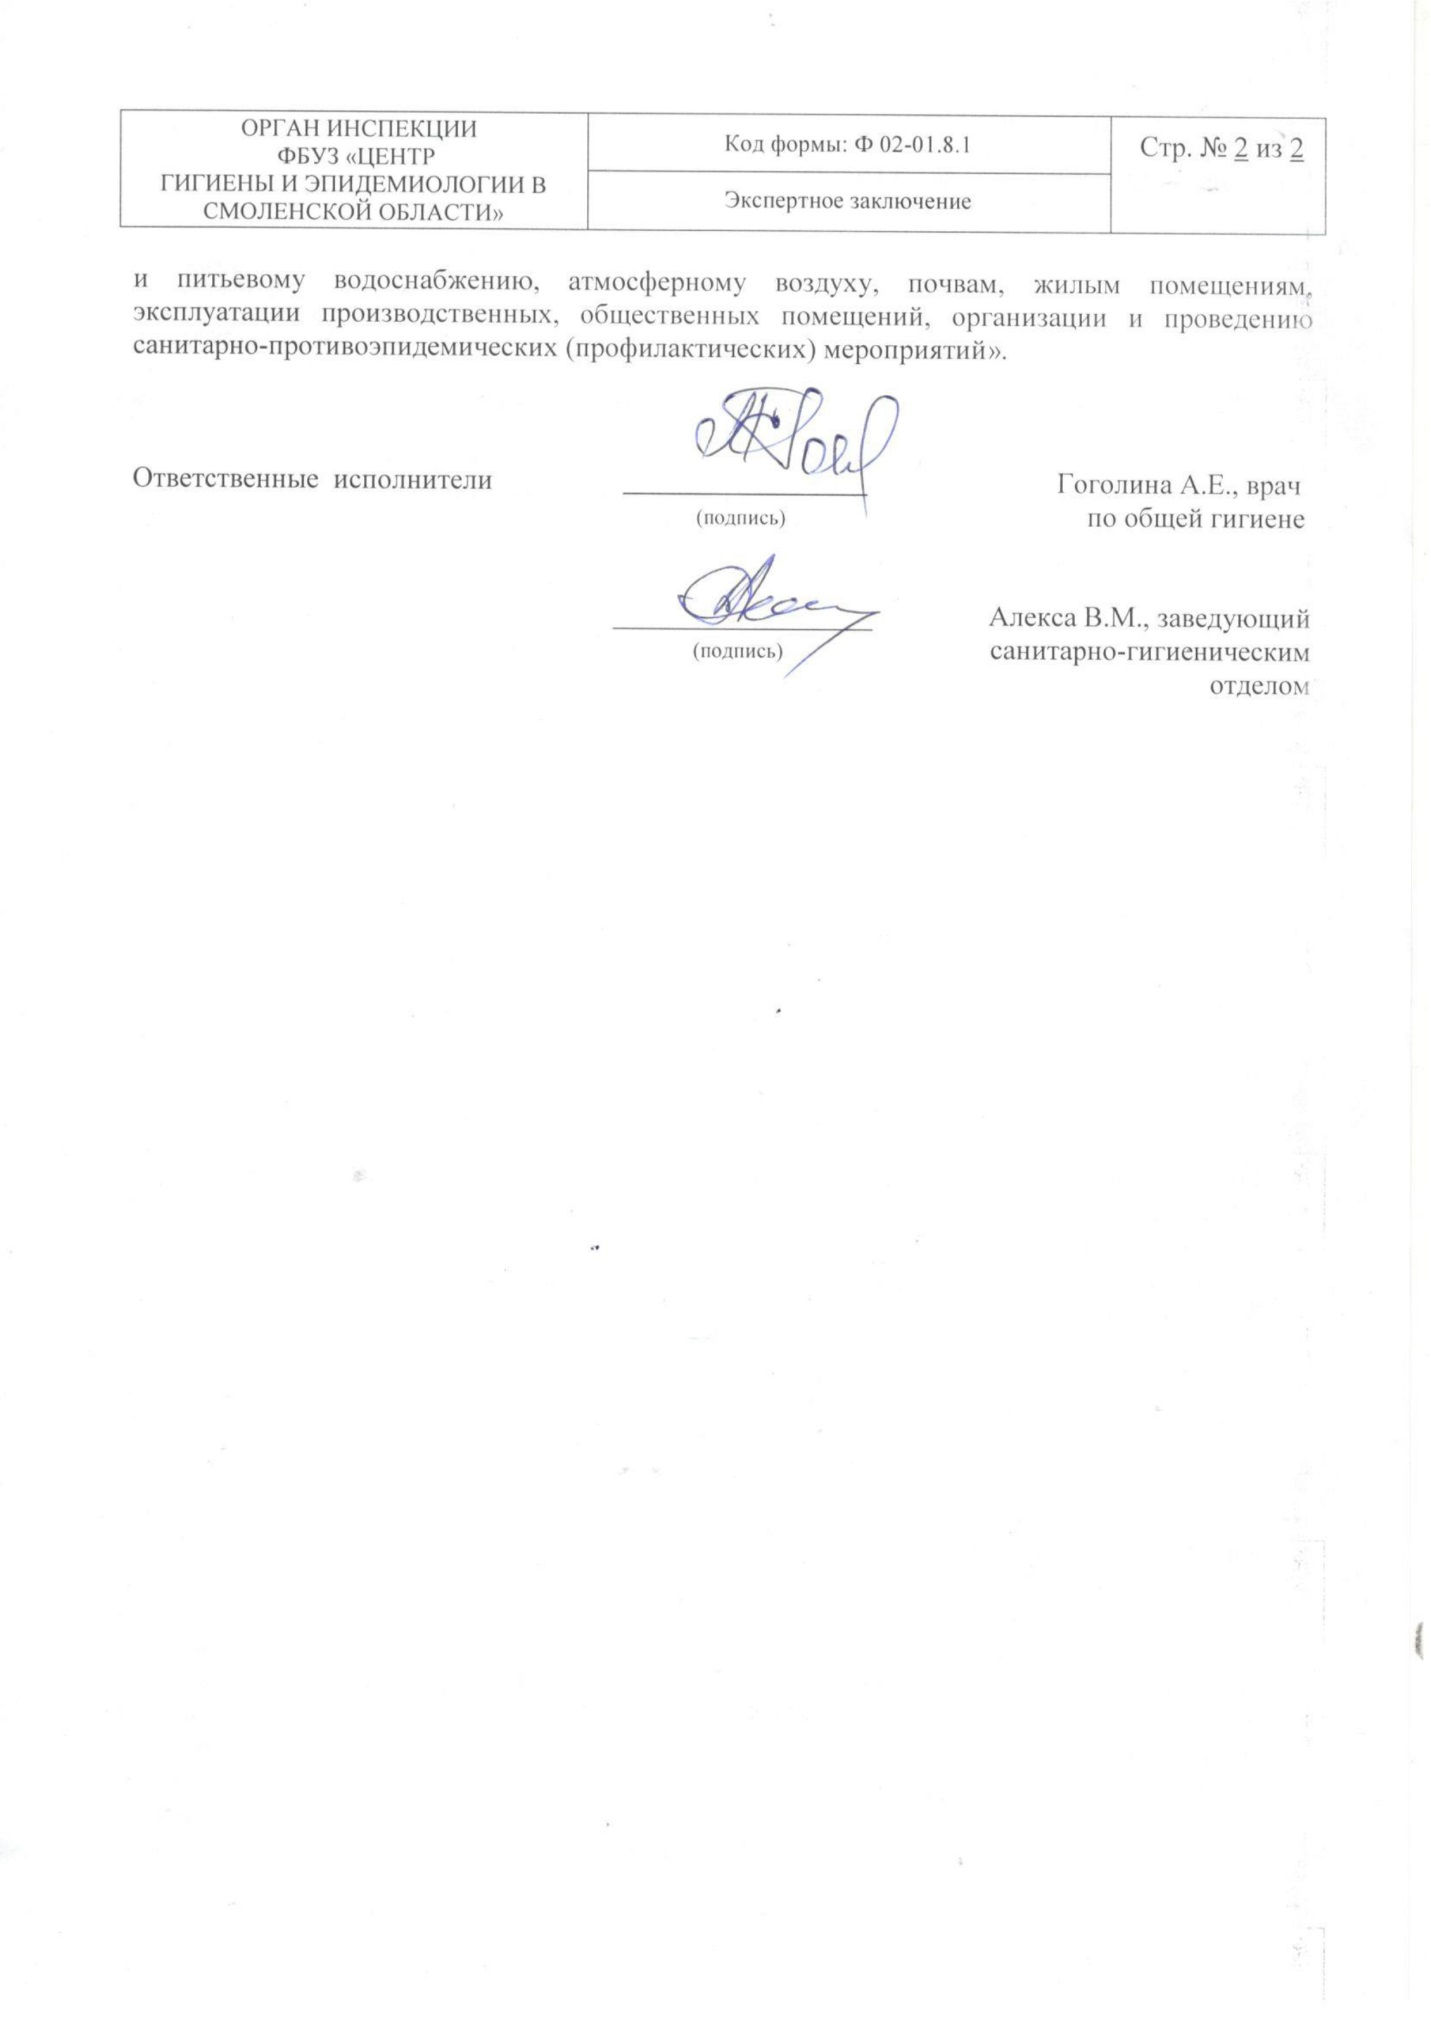 ОРГАН ИНСПЕКЦИИ
ФБУЗ «ЦЕНТР
ГИГИЕНЫ И ЭПИДЕМИОЛОГИИ В
СМОЛЕНСКОЙ ОБЛАСТИ»
Код формы: Ф 02-01.8.1
Экспертное заключение
Стр. № 2 из 2
и питьевому водоснабжению, атмосферному воздуху, почвам, жилым помещениям,
эксплуатации производственных, общественных помещений, организации и проведению
санитарно-противоэпидемических (профилактических) мероприятий».
Ответственные исполнители
(подпись)
Гоголина А.Е., врач
по общей гигиене
(подпись)
Алекса В.М., заведующий
санитарно-гигиеническим
отделом